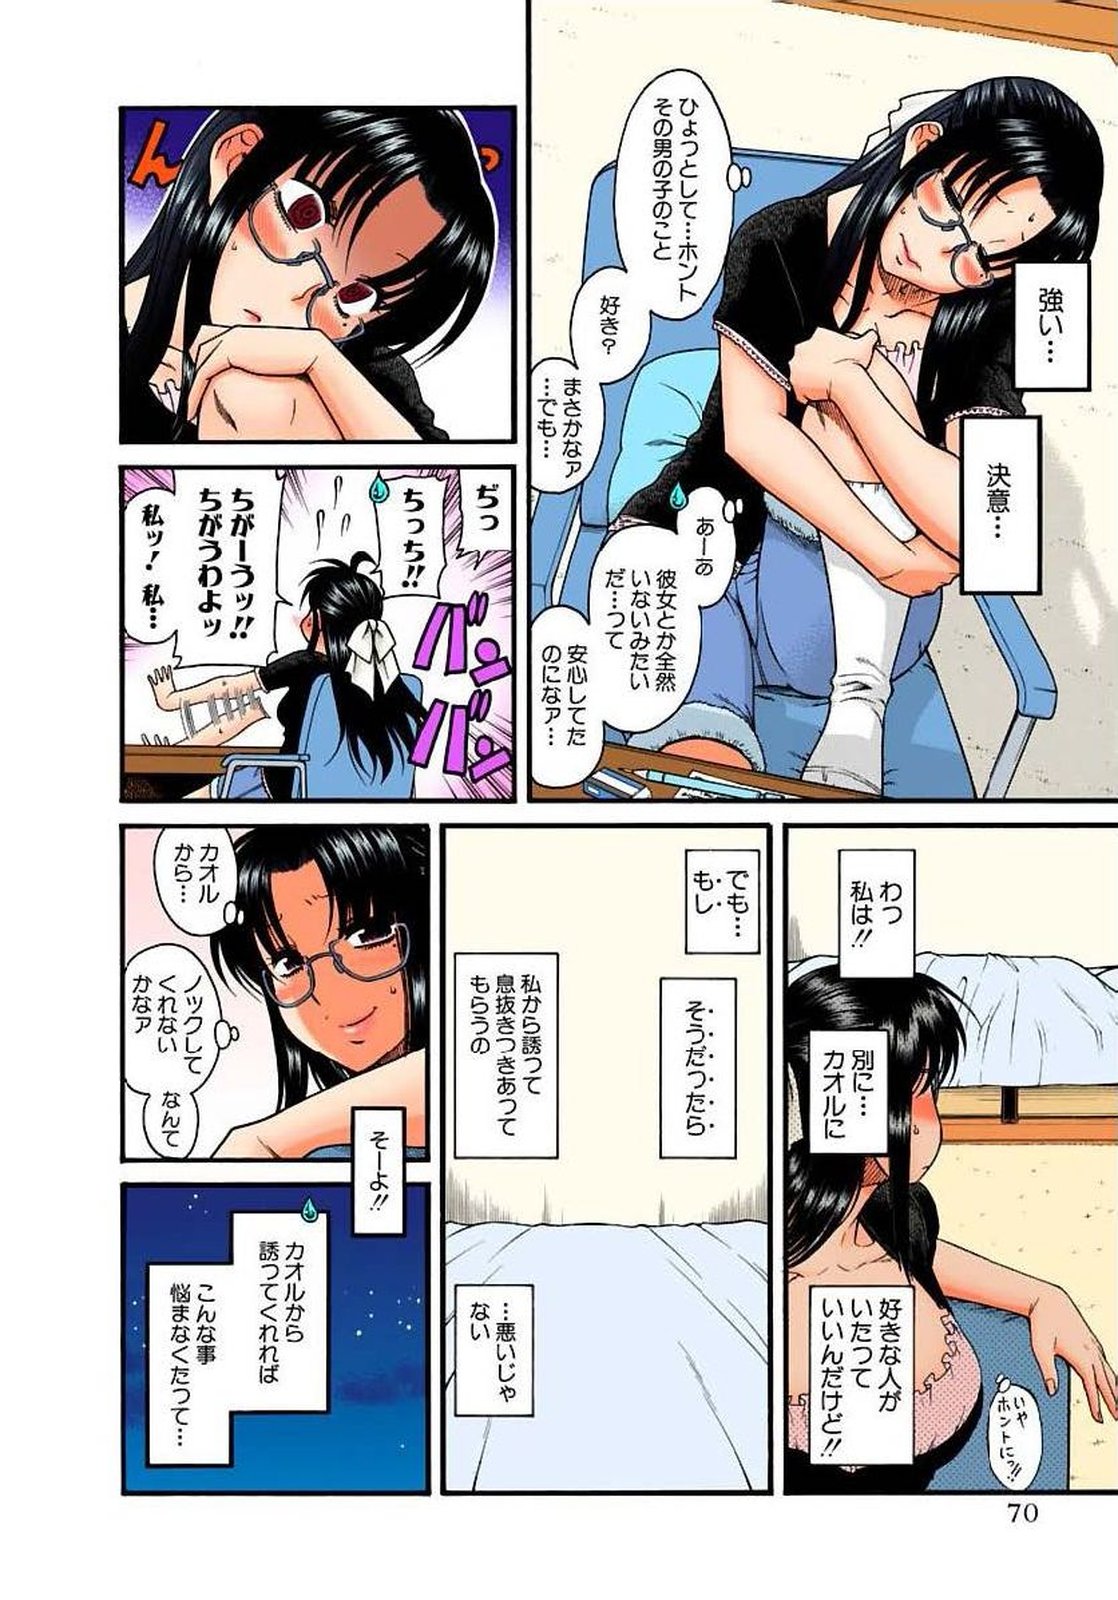 強い…
決意…
ひょっとして…ホント
その男の子のこと
好き？
まさかなァ
…でも…
あーあ
彼女とか全然
いないみたい
だ…って
安心してた
のになァ…
ん
っ
ぢっ
ちっち!!
ちがーうッ!!
ちがうわよッ
私ッ！私…
バン
バン
わっ
私は!!
別に…
カオルに
好きな人が
いたって
いいんだけど!!
いや
ホントにっ!!
でも…
もし
そうだったら
私から誘って
息抜きつきあって
もらうの
…悪いじゃ
ない
カオル
から…
ノックして
くれない
かなァ
なんて
そーよ!!
カオルから
誘ってくれれば
こんな事
悩まなくたって…
70